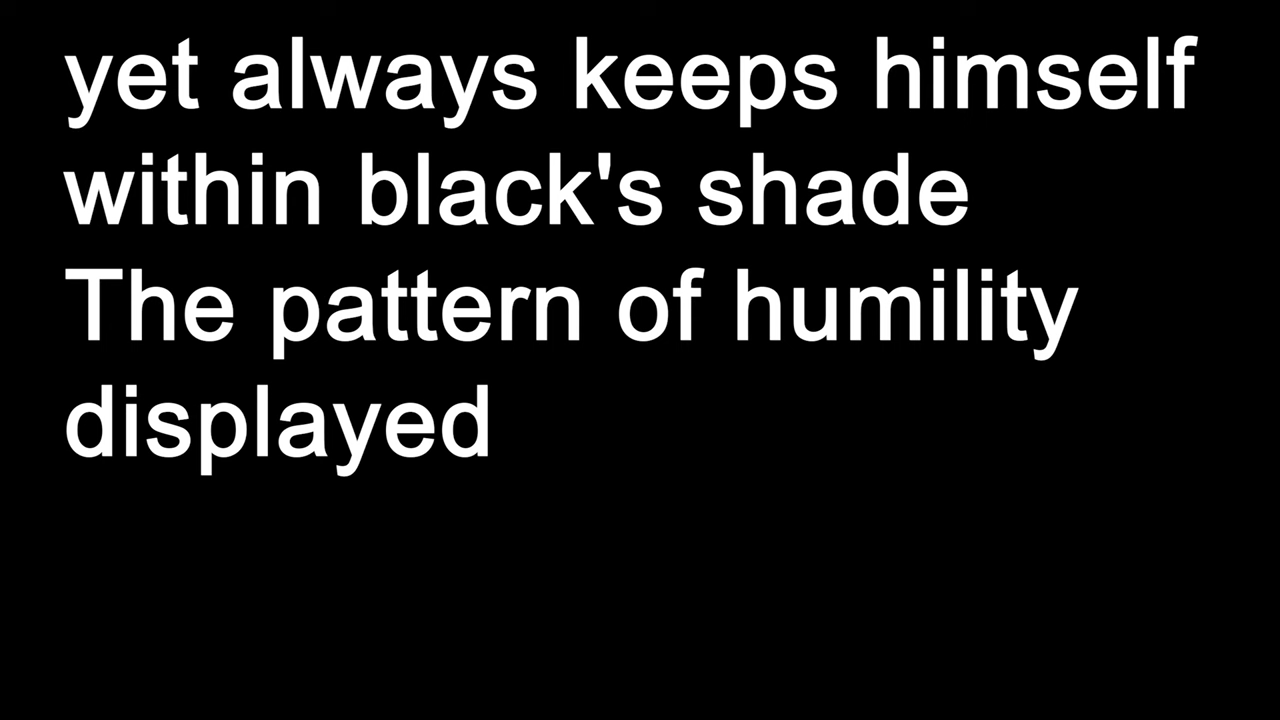 yet always keeps himself
within black's shade
The pattern of humility
displayed